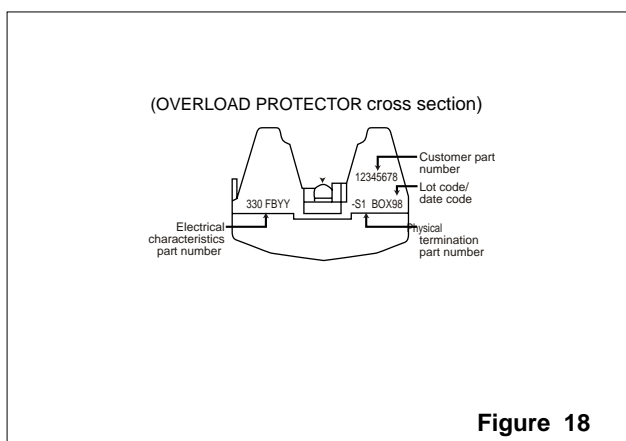 (OVERLOAD PROTECTOR cross section)
Customer part
number
12345678
Lot code/
date code
330 FBYY
-S1 BOX98
Electrical
characteristics
part number
Physical
termination
part number
Figure 18